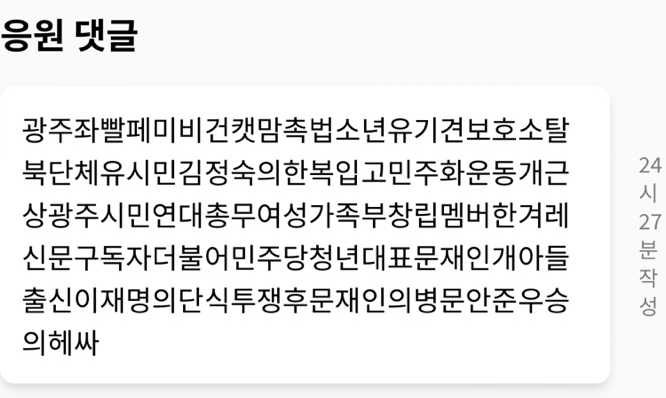 응원 댓글
광주좌빨페미비건캣맘촉법소년유기견보호소탈
북단체유시민김정숙의한복입고민주화운동개근
상광주시민연대총무여성가족부창립멤버한겨레
신문구독자더불어민주당청년대표문재인개아들
출신이재명의단식투쟁후문재인의병문안준우승
의헤싸
24
시
27
분
작
성